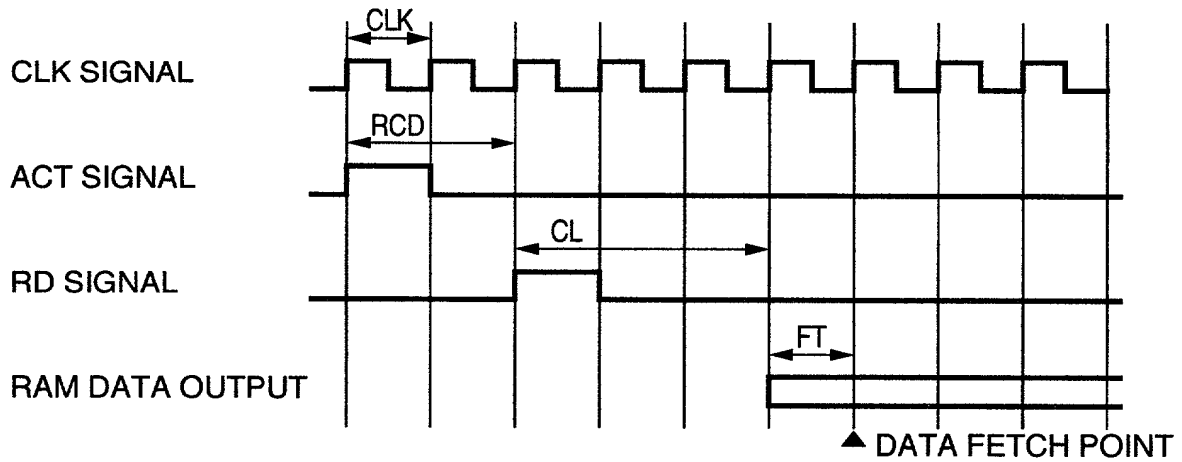 CLK
CLK SIGNAL
RCD
ACT SIGNAL
CL
RD SIGNAL
FT
RAM DATA OUTPUT
DATA FETCH POINT